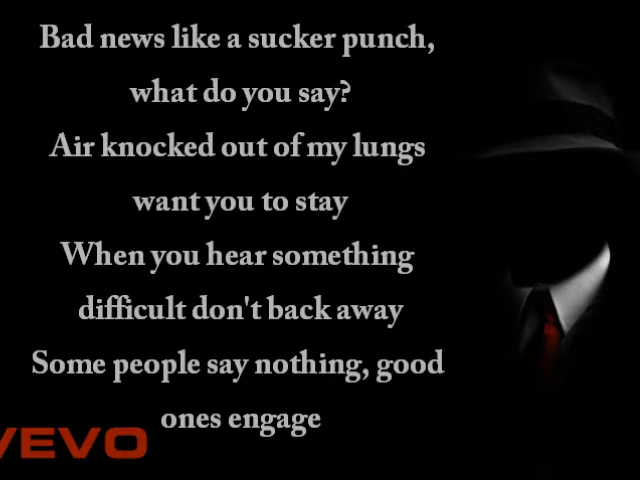 Bad news like a sucker punch,
what do you say?
Air knocked out of my lungs
want you to stay
When you hear something
difficult don't back away
Some people say nothing, good
ones engage
VEVO